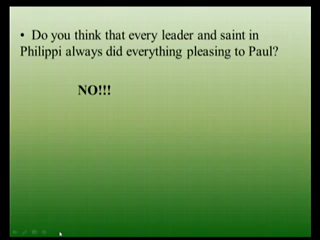 • Do you think that every leader and saint in
Philippi always did everything pleasing to Paul?
NO!!!